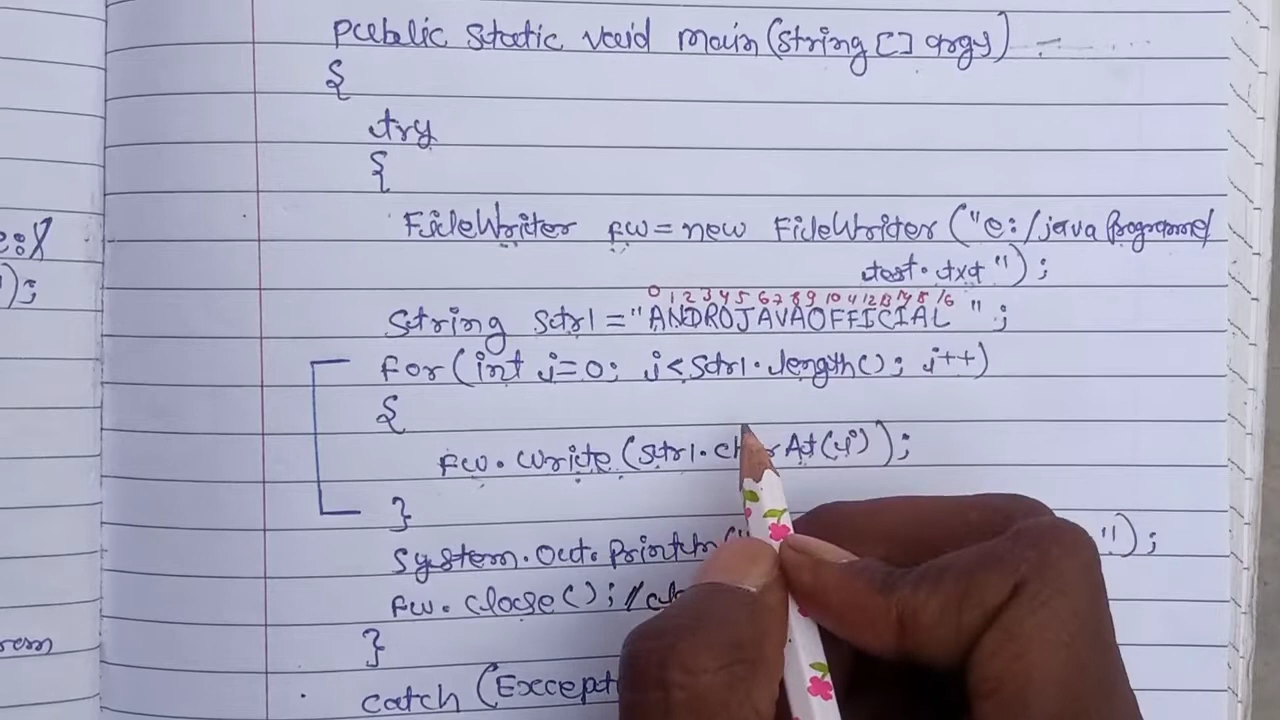 public static void main(String [] args)
{
try
{
FileWriter fw = new FileWriter ("e:/java Programme/
test.txt");
0 1 2 3 4 5 6 7 8 9 10 11 12 13 14 15 16
String str1 = "ANDROJAVAOFFICIAL";
for(int i=0; i<str1.length(); i++)
{
fw.write(str1.charAt(i));
}
System.out.println("
");
fw.close(); //
}
catch (Except
);